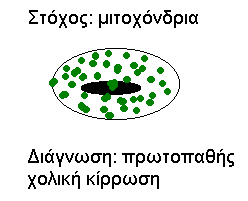 Στόχος: μιτοχόνδρια
Διάγνωση: πρωτοπαθής
χολική κίρρωση